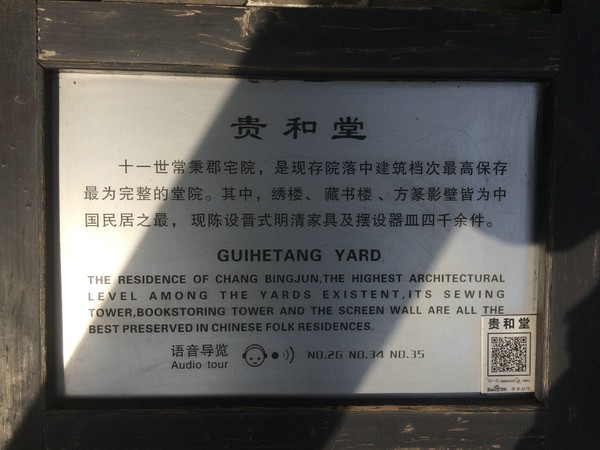 贵和堂
十一世常秉郡宅院，是现存院落中建筑档次最高保存
最为完整的堂院。其中，绣楼、藏书楼、方篆影壁皆为中
国民居之最，现陈设晋式明清家具及摆设器皿四千余件。
GUIHETANG YARD
THE RESIDENCE OF CHANG BINGJUN,THE HIGHEST ARCHITECTURAL
LEVEL AMONG THE YARDS EXISTENT,ITS SEWING
TOWER,BOOKSTORING TOWER AND THE SCREEN WALL ARE ALL THE
BEST PRESERVED IN CHINESE FOLK RESIDENCES.
语音导览
Audio tour
NO.26 NO.34 NO.35
贵和堂